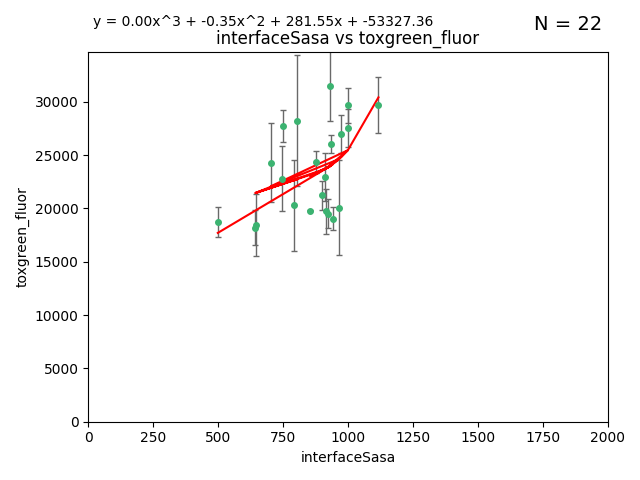 y = 0.00x^3 + -0.35x^2 + 281.55x + -53327.36
N = 22
interfaceSasa vs toxgreen_fluor
30000
25000
20000
15000
10000
5000
0
toxgreen_fluor
0 250 500 750 1000 1250 1500 1750 2000
interfaceSasa